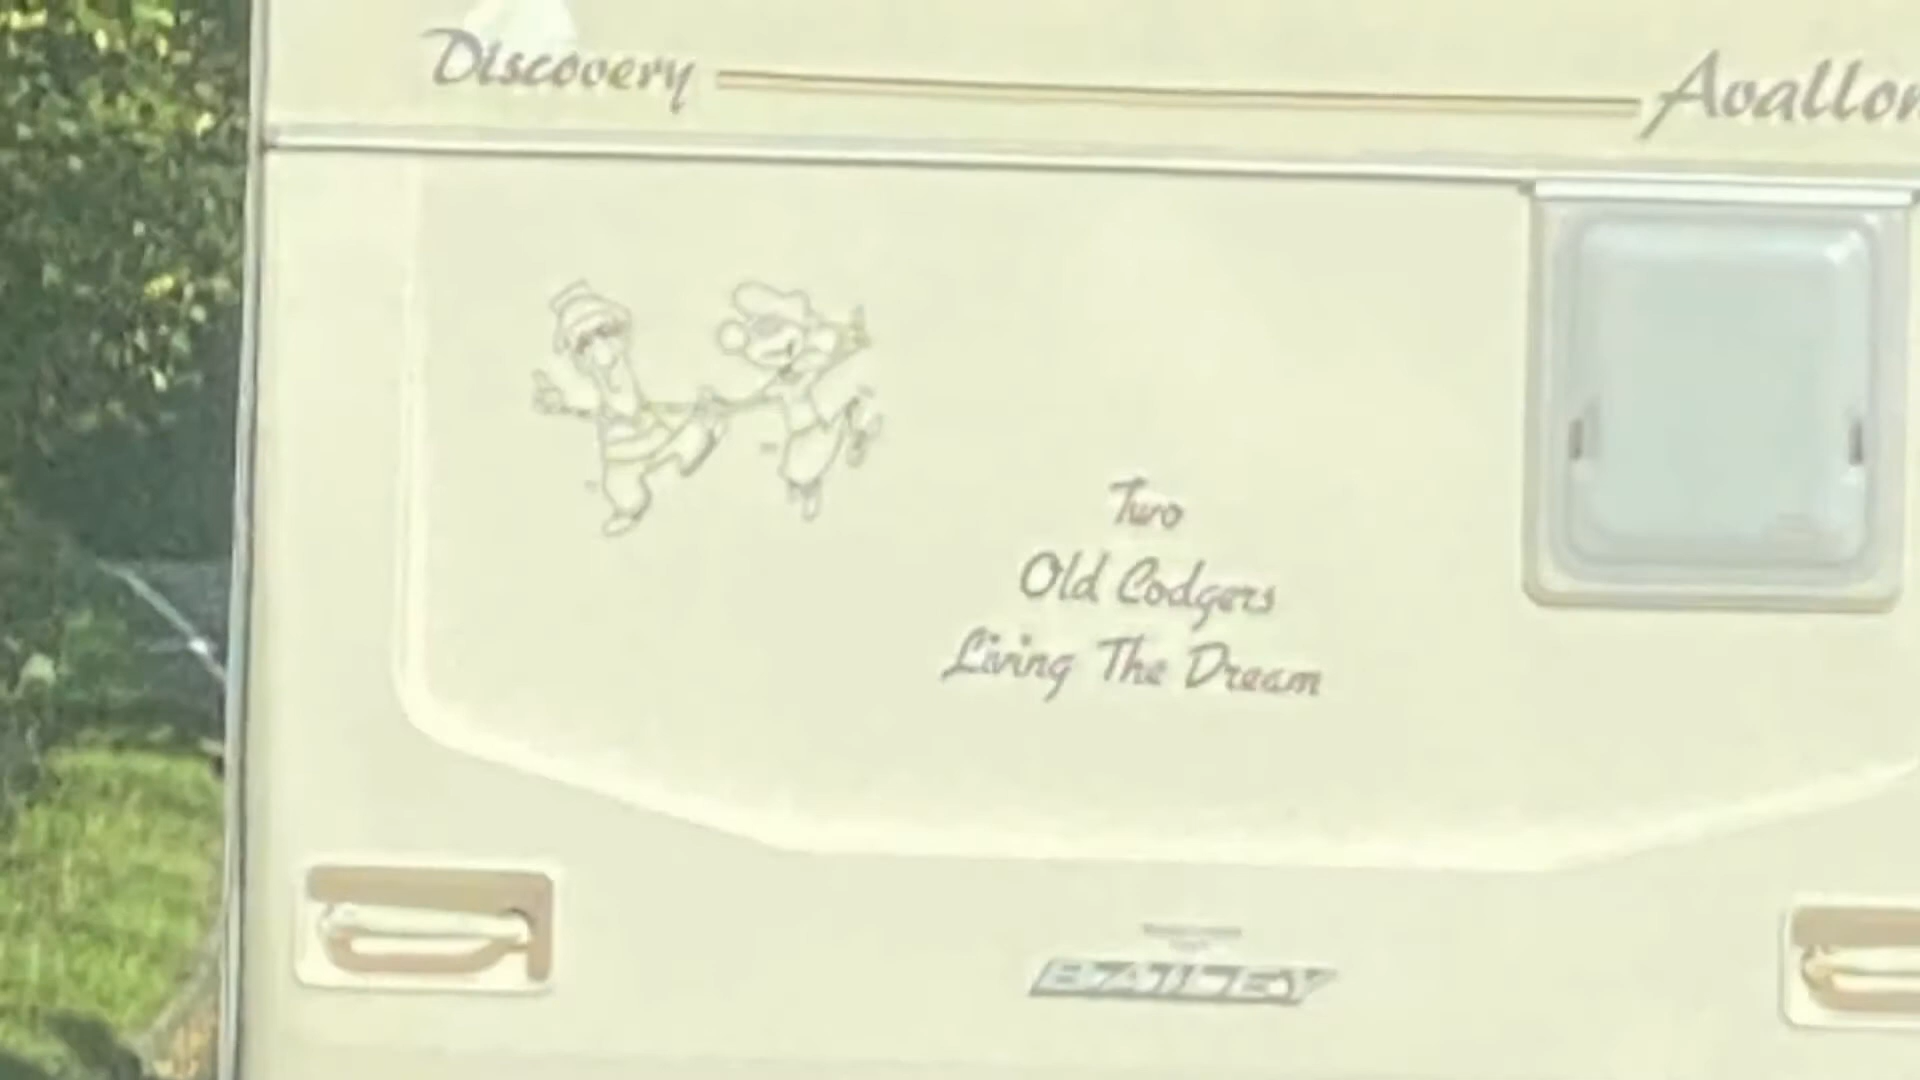 Discovery Avallon
Two
Old Codgers
Living The Dream
BAILEY